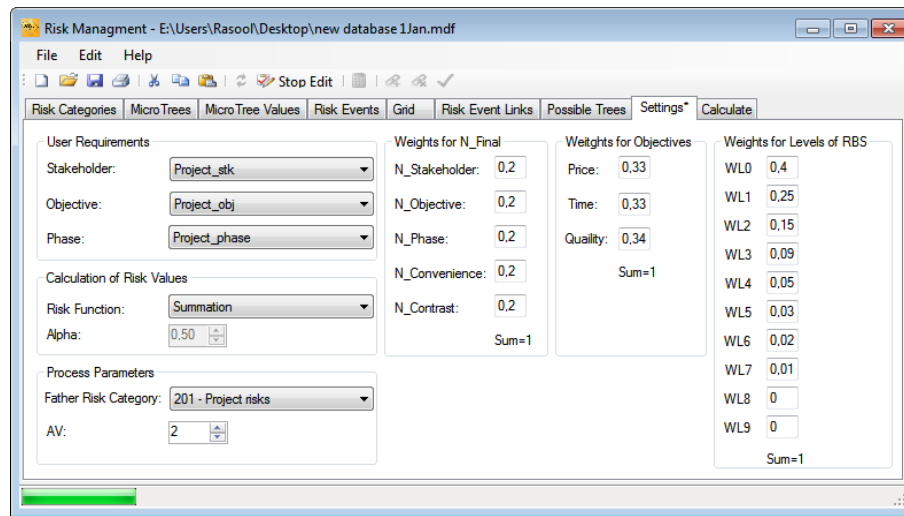 Risk Managment - E:\Users\Rasool\Desktop\new database 1Jan.mdf
File Edit Help
Stop Edit
Risk Categories MicroTrees MicroTree Values Risk Events Grid Risk Event Links Possible Trees Settings* Calculate
User Requirements
Stakeholder: Project_stk
Objective: Project_obj
Phase: Project_phase
Calculation of Risk Values
Risk Function: Summation
Alpha: 0,50
Process Parameters
Father Risk Category: 201 - Project risks
AV: 2
Weights for N_Final
N_Stakeholder: 0,2
N_Objective: 0,2
N_Phase: 0,2
N_Convenience: 0,2
N_Contrast: 0,2
Sum=1
Weitghts for Objectives
Price: 0,33
Time: 0,33
Quaility: 0,34
Sum=1
Weights for Levels of RBS
WL0 0,4
WL1 0,25
WL2 0,15
WL3 0,09
WL4 0,05
WL5 0,03
WL6 0,02
WL7 0,01
WL8 0
WL9 0
Sum=1